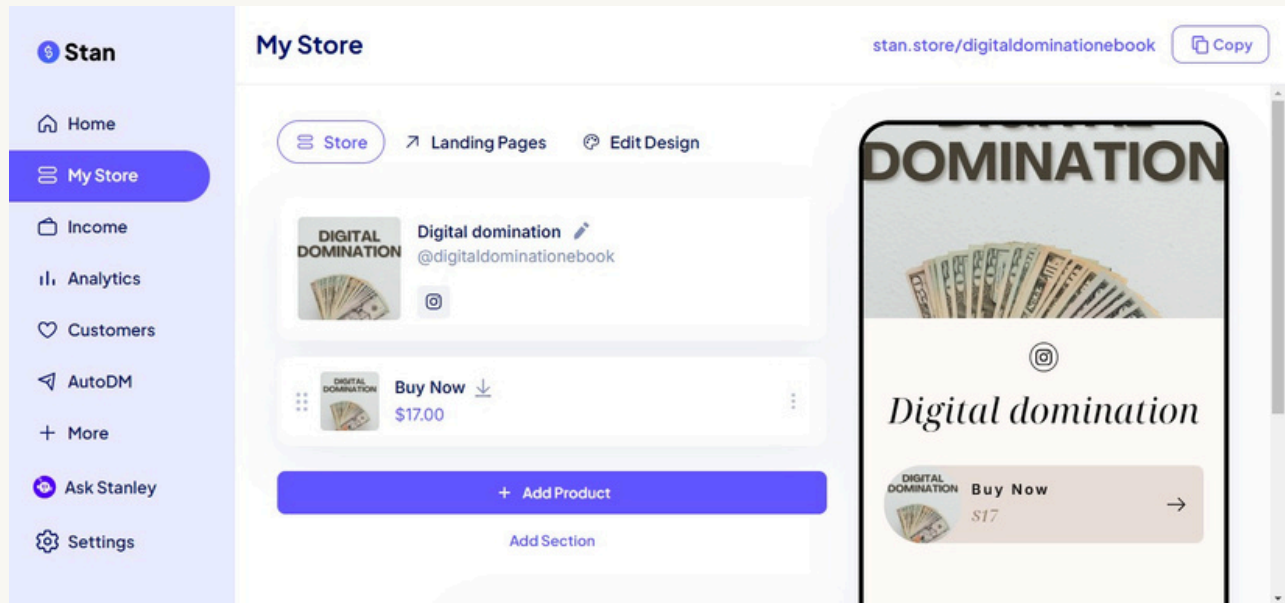 Stan
Home
My Store
Income
Analytics
Customers
AutoDM
More
Ask Stanley
Settings
My Store
stan.store/digitaldominationebook
Copy
Store
Landing Pages
Edit Design
DIGITAL
DOMINATION
Digital domination
@digitaldominationebook
DIGITAL
DOMINATION
Buy Now
$17.00
+ Add Product
Add Section
DOMINATION
Digital domination
DIGITAL
DOMINATION
Buy Now
$17